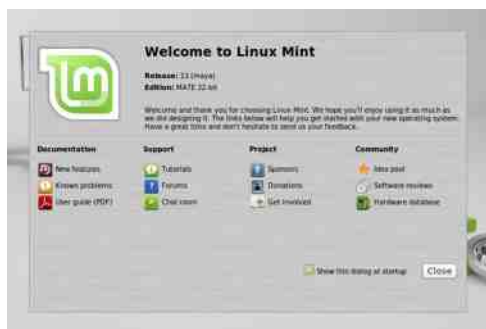 Welcome to Linux Mint
Release: 13 (maya)
Edition: MATE 32-bit
Welcome and thank you for choosing Linux Mint. We hope you'll enjoy using it as much as
we did designing it. The links below will help you get started with your new operating system.
Have a great time and don't hesitate to send us your feedback.
Documentation Support Project Community
New features Tutorials Sponsors Idea pool
Known problems Forums Donations Software reviews
User guide (PDF) Chat room Get involved Hardware database
Show this dialog at startup Close